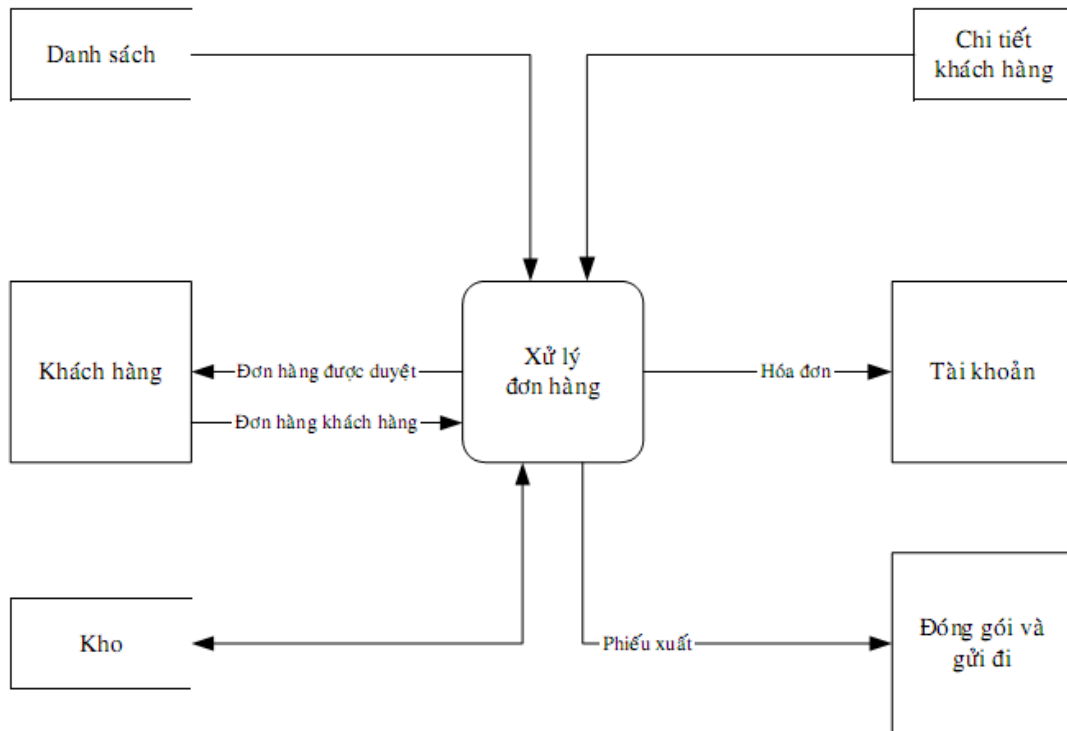 Danh sách
Chi tiết
khách hàng
Khách hàng
Đơn hàng được duyệt
Đơn hàng khách hàng
Xử lý
đơn hàng
Hóa đơn
Tài khoản
Kho
Phiếu xuất
Đóng gói và
gửi đi